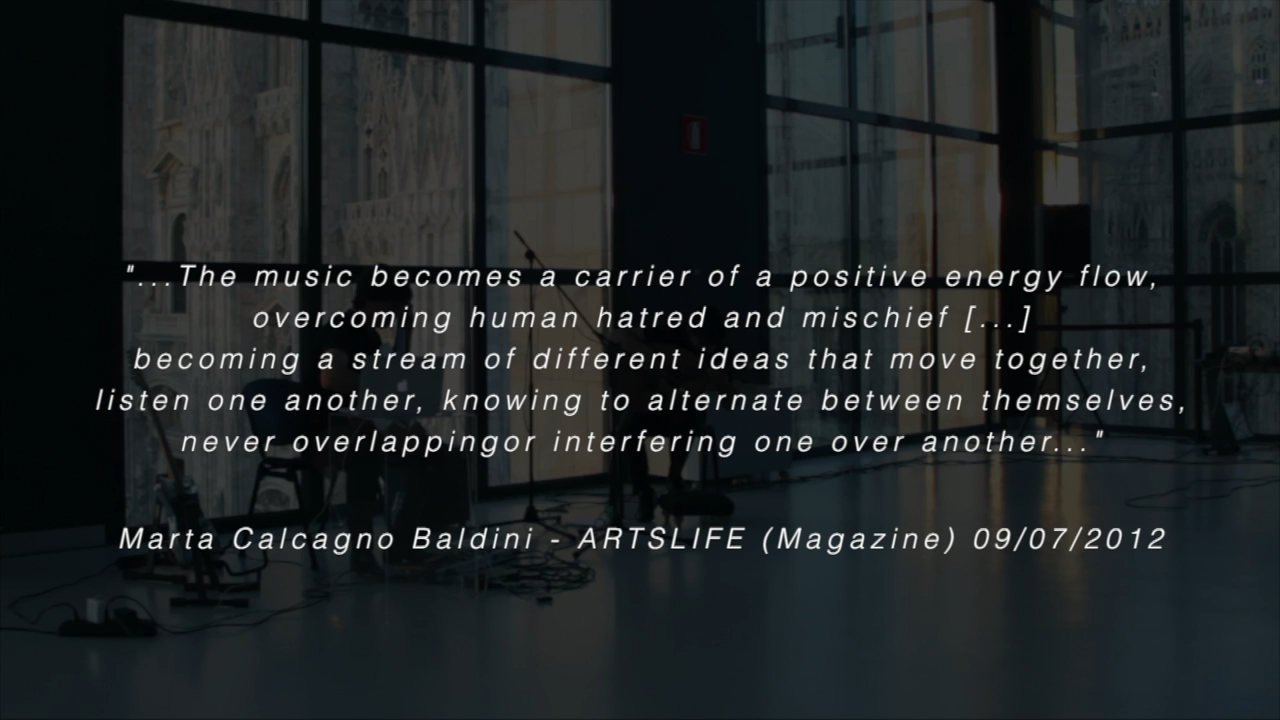 "...The music becomes a carrier of a positive energy flow,
overcoming human hatred and mischief [...]
becoming a stream of different ideas that move together,
listen one another, knowing to alternate between themselves,
never overlappingor interfering one over another..."
Marta Calcagno Baldini - ARTSLIFE (Magazine) 09/07/2012